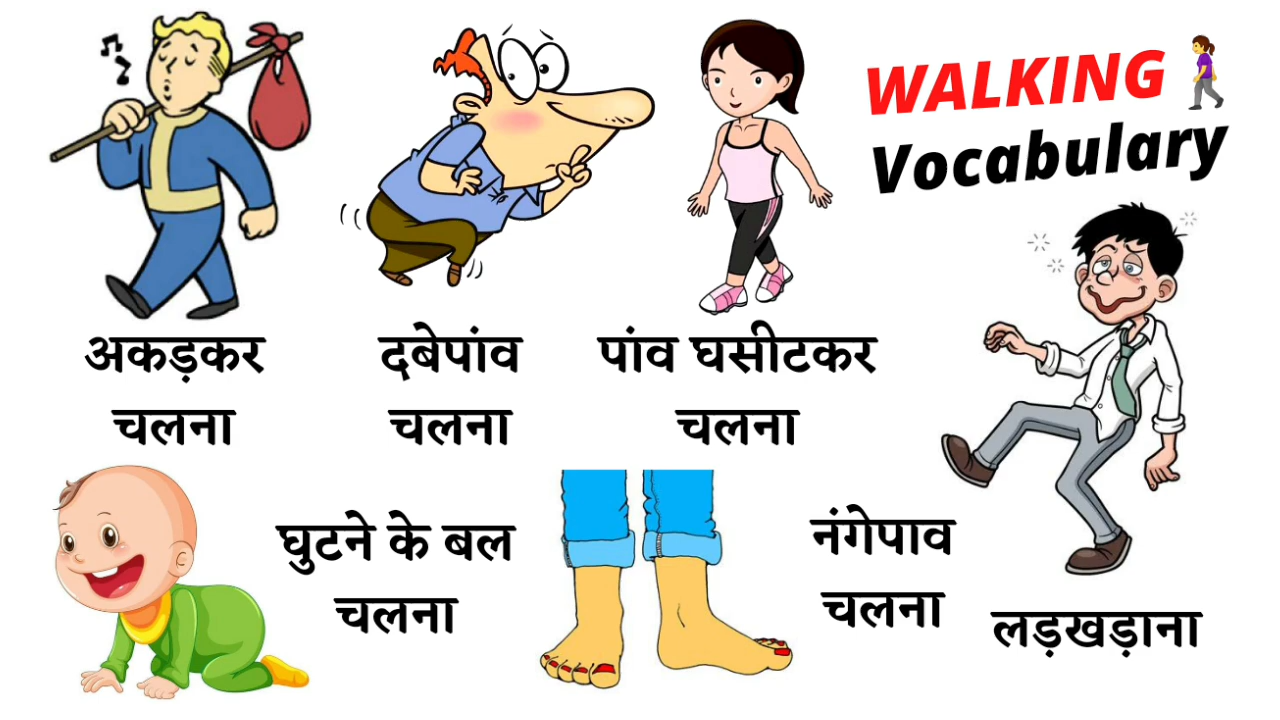 WALKING
Vocabulary
अकड़कर
चलना
दबेपांव
चलना
पांव घसीटकर
चलना
घुटने के बल
चलना
नंगेपाव
चलना
लड़खड़ाना